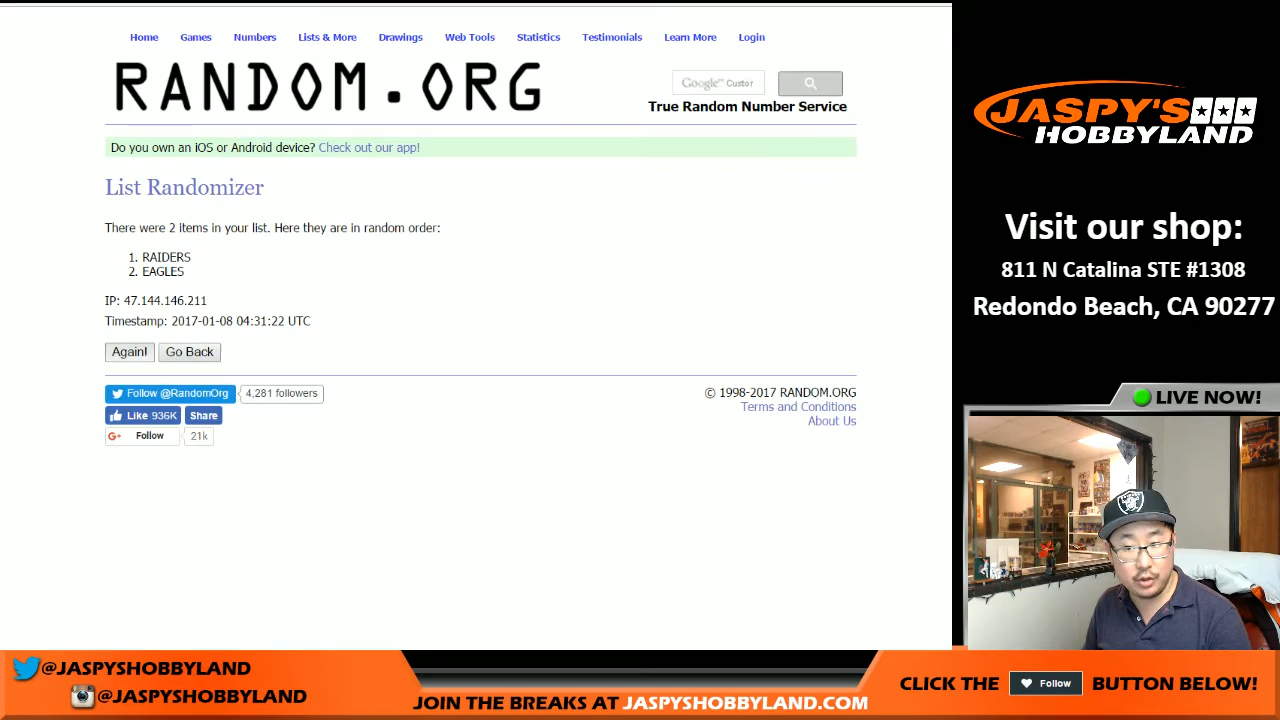 Home Games Numbers Lists & More Drawings Web Tools Statistics Testimonials Learn More Login
RANDOM.ORG
Google™ Custor
True Random Number Service
Do you own an iOS or Android device? Check out our app!
List Randomizer
There were 2 items in your list. Here they are in random order:
1. RAIDERS
2. EAGLES
IP: 47.144.146.211
Timestamp: 2017-01-08 04:31:22 UTC
Again! Go Back
Follow @RandomOrg 4,281 followers
Like 936K Share
G+ Follow 21k
© 1998-2017 RANDOM.ORG
Terms and Conditions
About Us
JASPY'S
HOBBYLAND
Visit our shop:
811 N Catalina STE #1308
Redondo Beach, CA 90277
LIVE NOW!
@JASPYSHOBBYLAND
@JASPYSHOBBYLAND
JOIN THE BREAKS AT JASPYSHOBBYLAND.COM
CLICK THE Follow BUTTON BELOW!